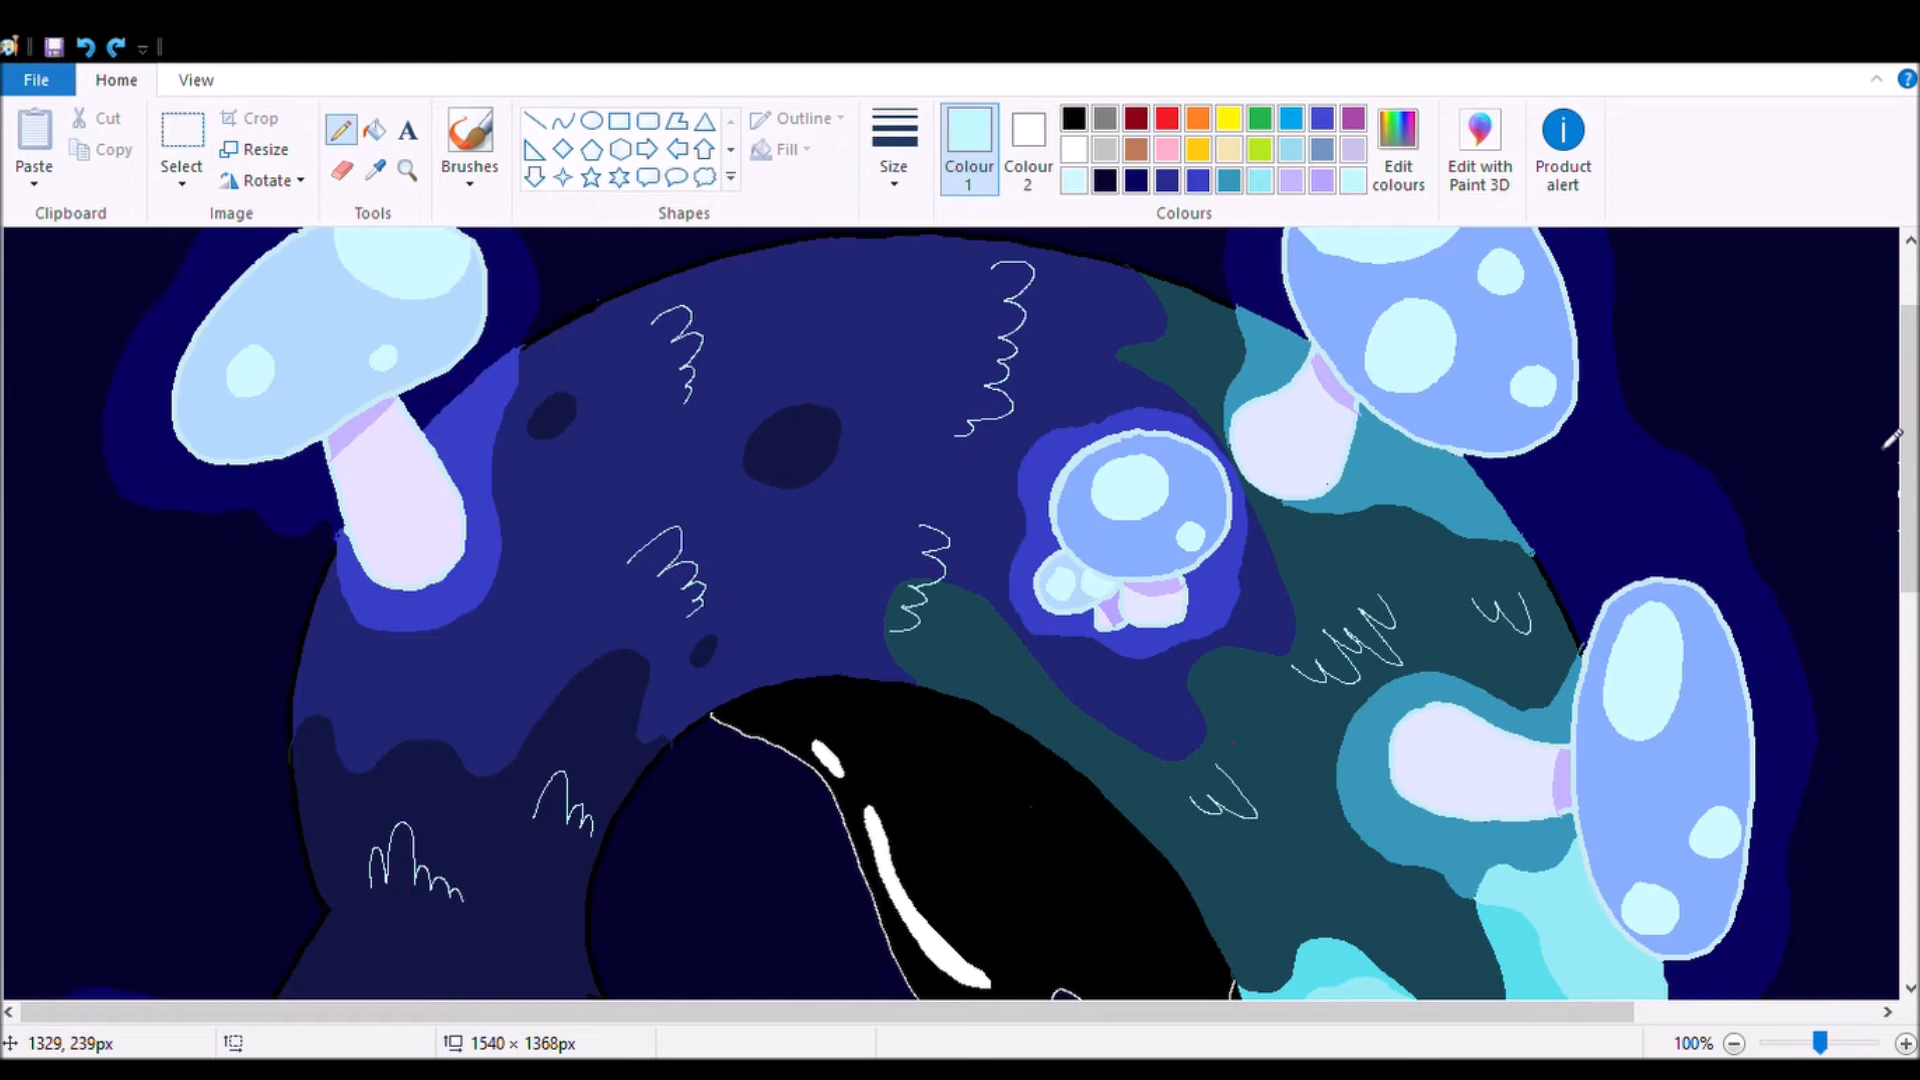 File Home View
Paste Cut Copy Clipboard
Select Crop Resize Rotate Image
A Tools
Brushes
Outline Fill Shapes
Size
Colour 1 Colour 2 Edit colours Colours
Edit with Paint 3D
Product alert
1329, 239px 1540 × 1368px 100%